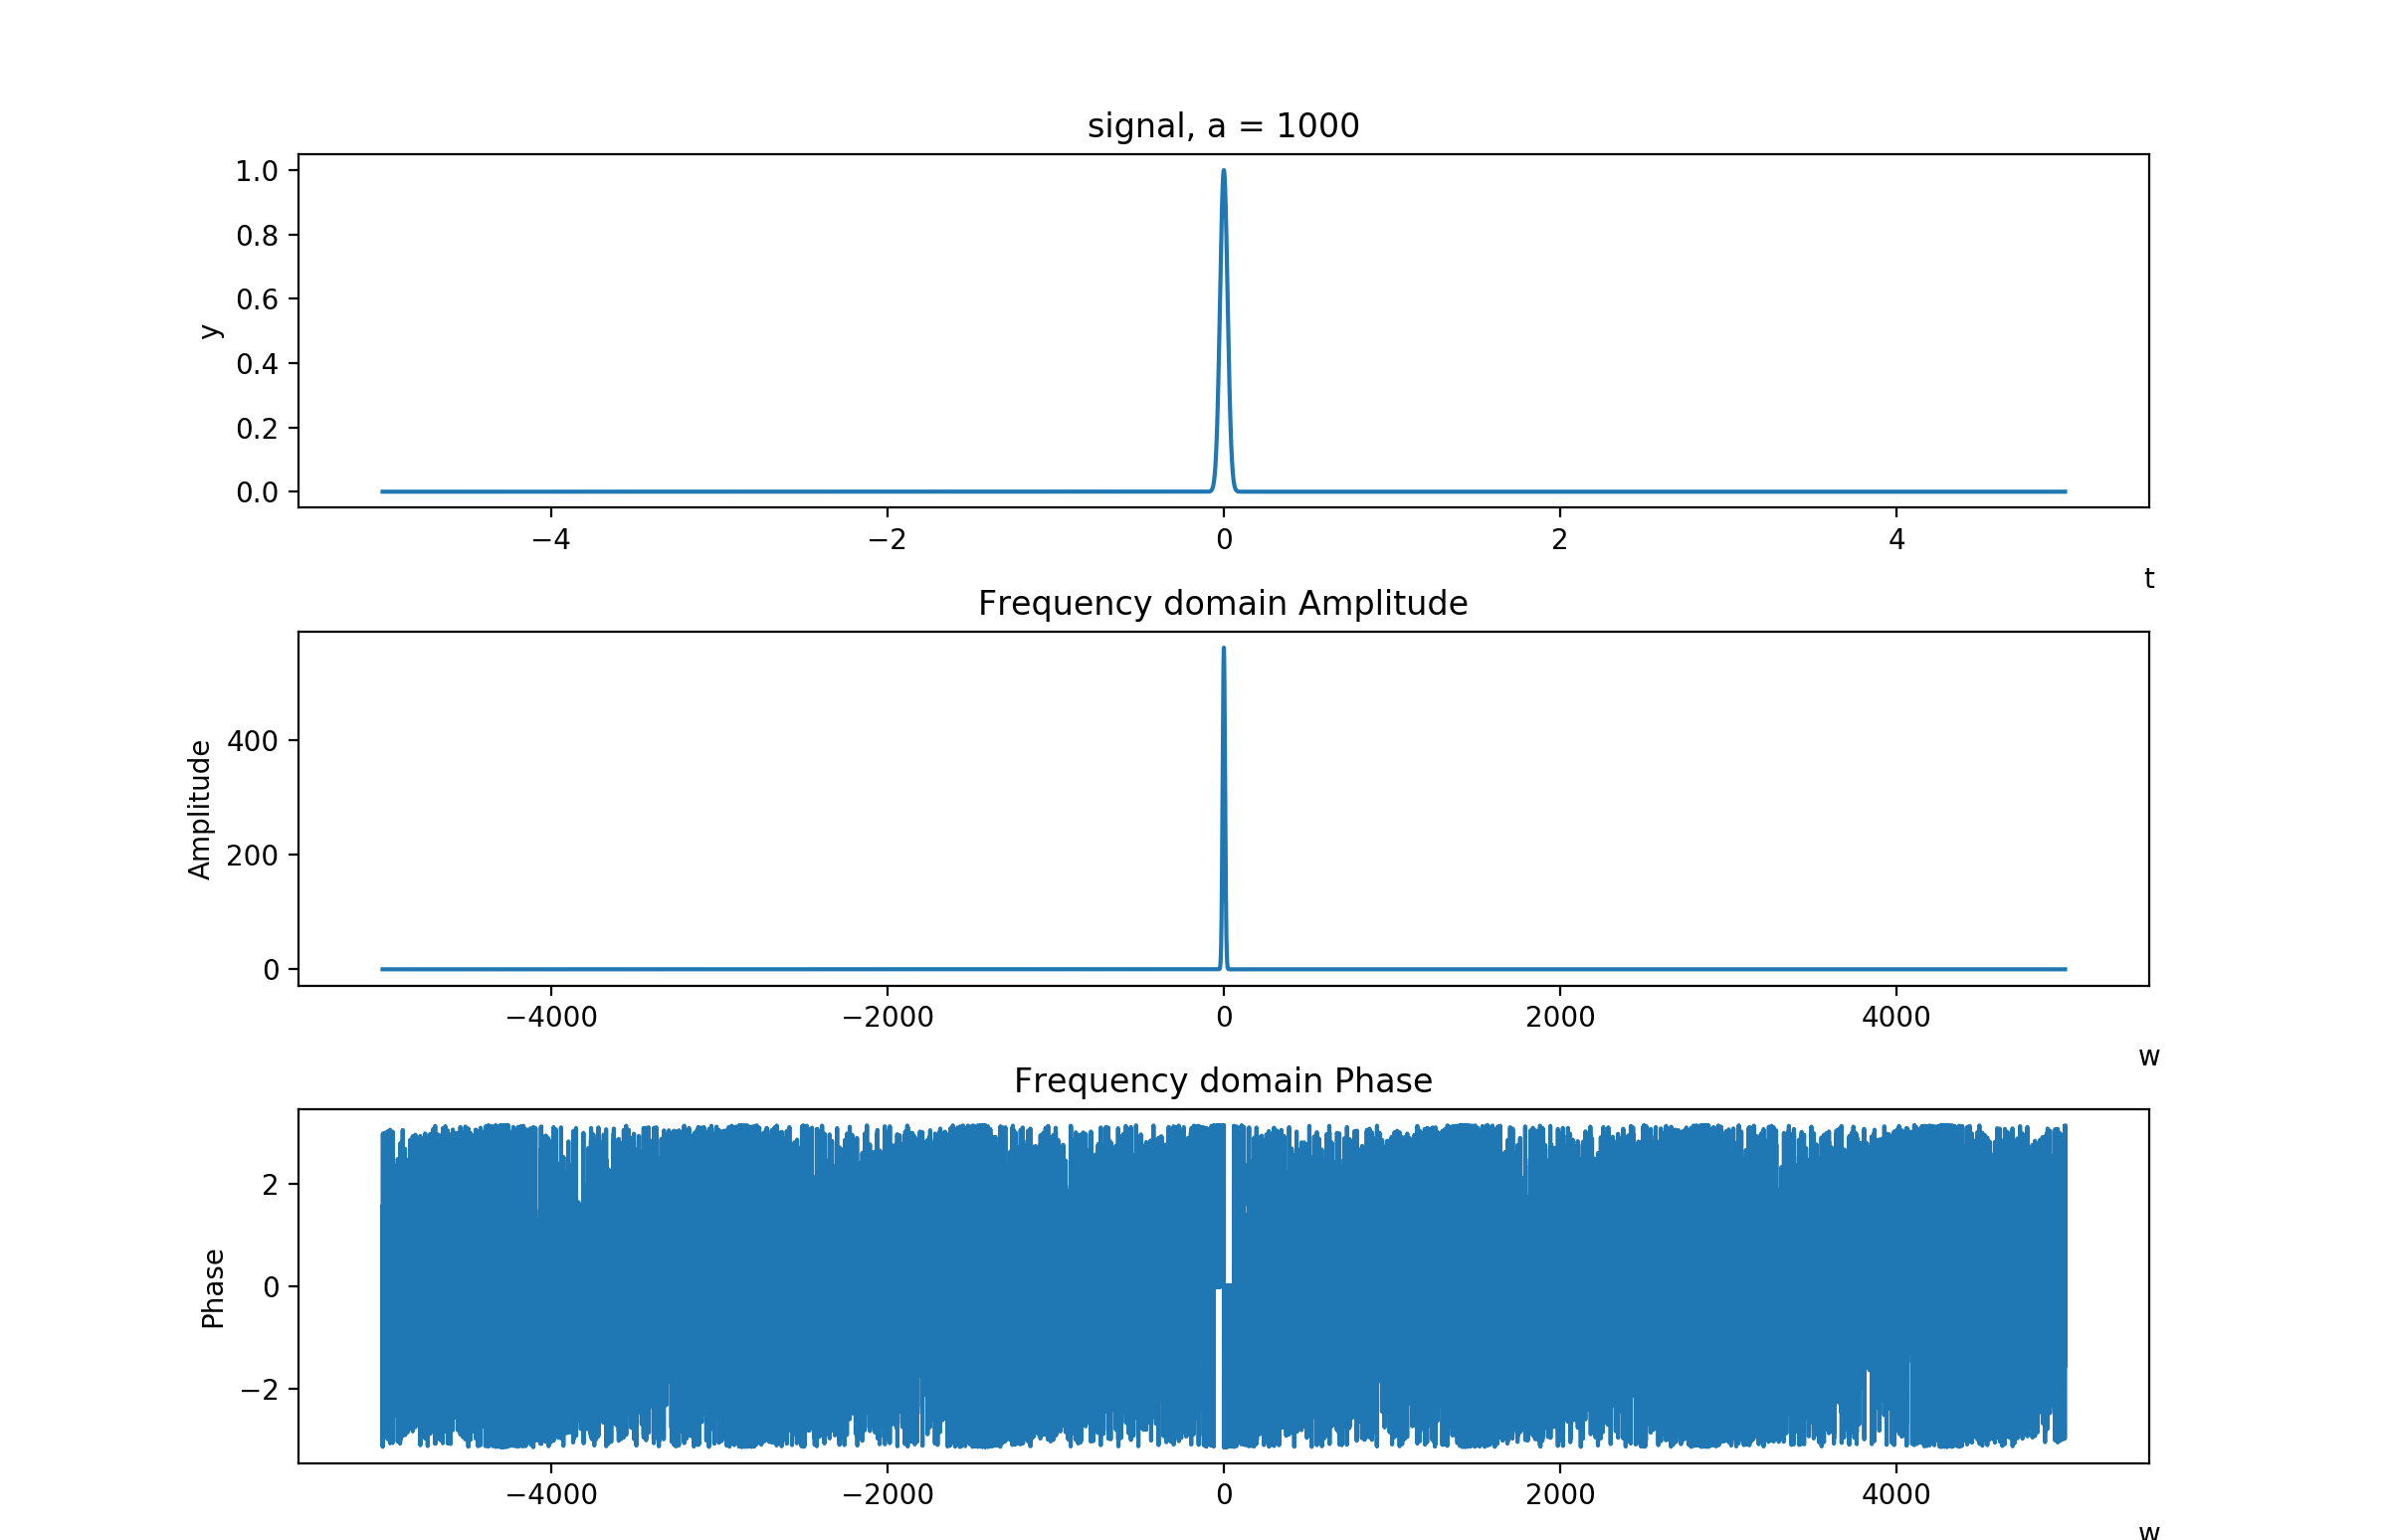 signal, a = 1000
1.0
0.8
0.6
0.4
0.2
0.0
y
−4 −2 0 2 4
t
Frequency domain Amplitude
400
200
0
Amplitude
−4000 −2000 0 2000 4000
w
Frequency domain Phase
2
0
−2
Phase
−4000 −2000 0 2000 4000
w